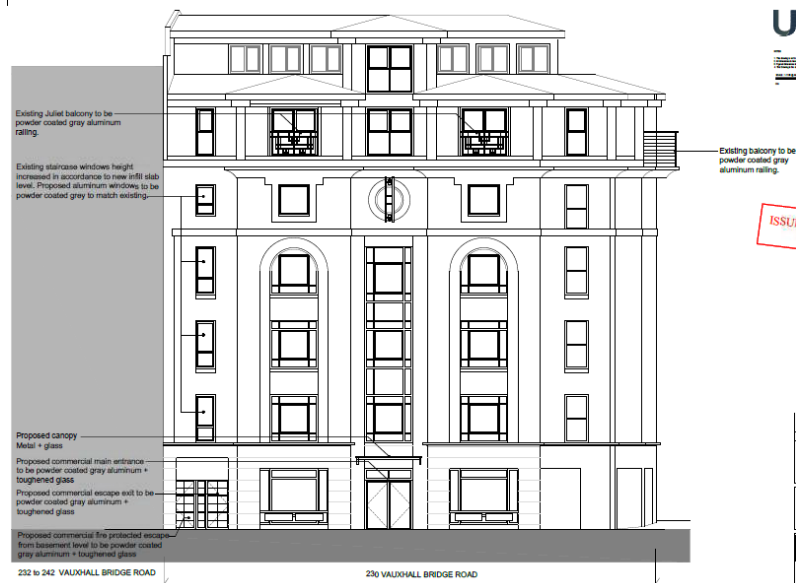 U
Existing Juliet balcony to be
powder coated gray aluminum
railing.
Existing staircase windows height
increased in accordance to new infill slab
level. Proposed aluminum windows to be
powder coated grey to match existing.
Existing balcony to be
powder coated gray
aluminum railing.
ISSU
Proposed canopy
Metal + glass
Proposed commercial main entrance
to be powder coated gray aluminum +
toughened glass
Proposed commercial escape exit to be
powder coated gray aluminum +
toughened glass
Proposed commercial fire protected escape
from basement level to be powder coated
gray aluminum + toughened glass
232 to 242 VAUXHALL BRIDGE ROAD
230 VAUXHALL BRIDGE ROAD